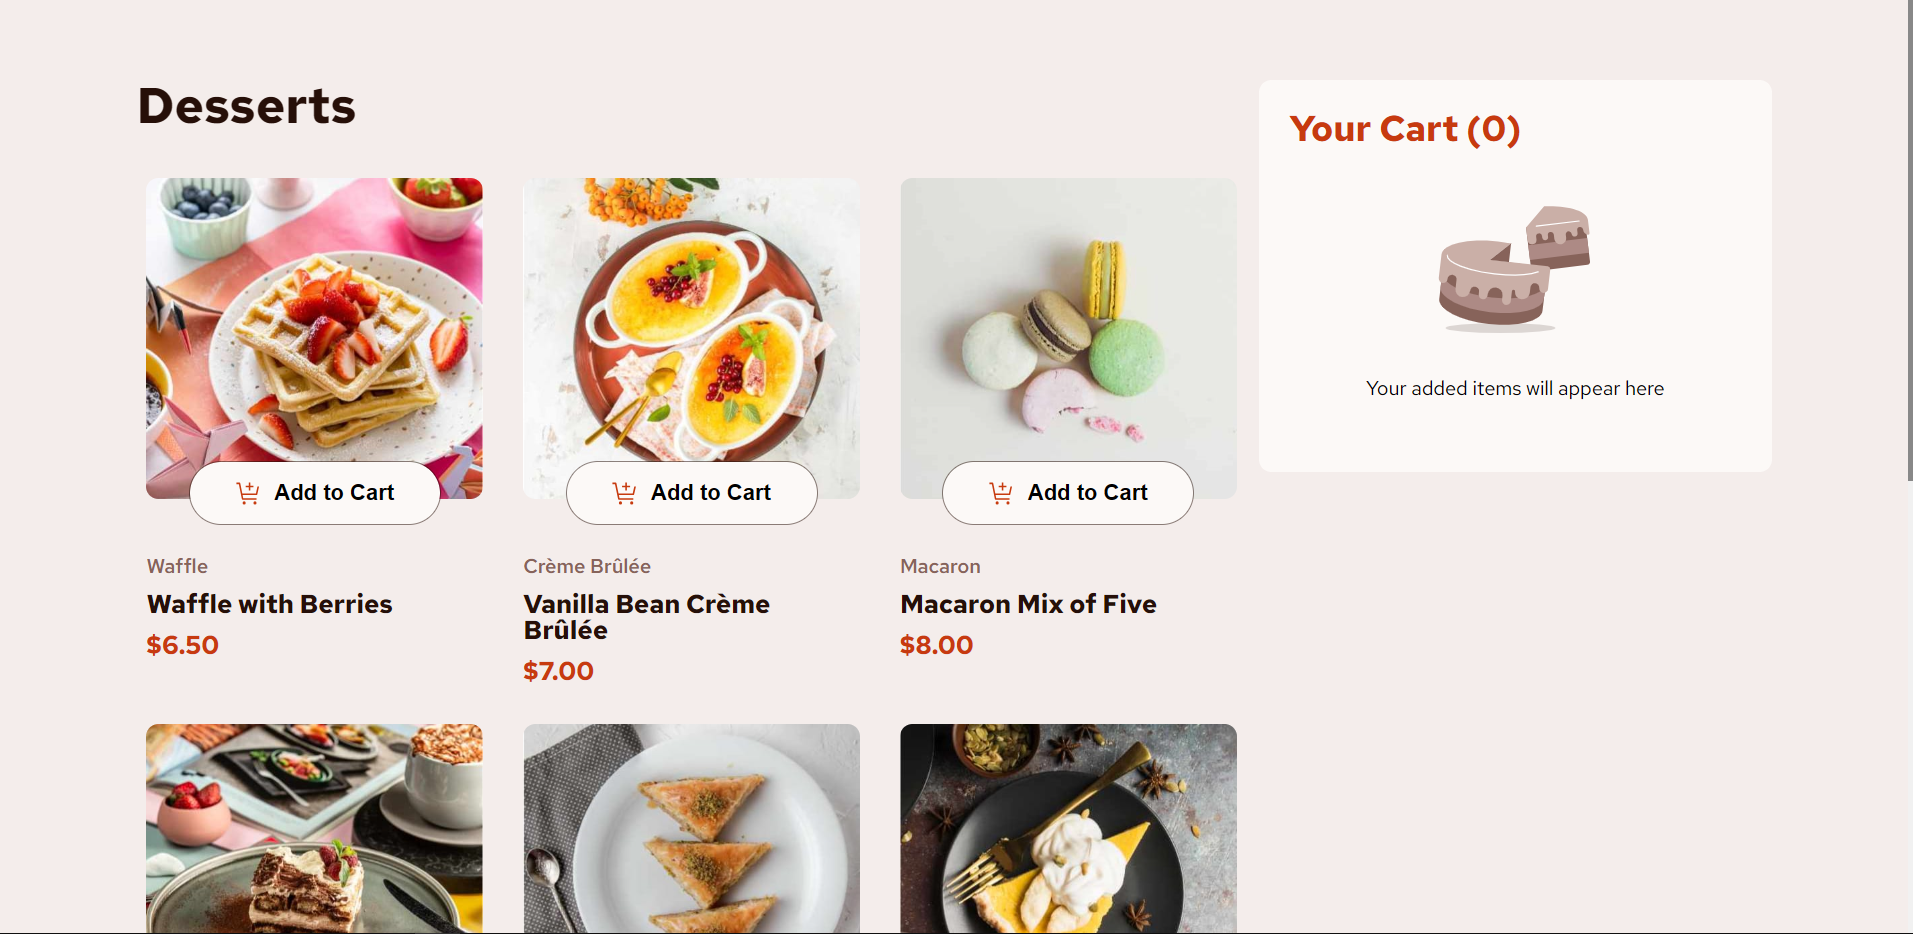 Desserts
Your Cart (0)
Your added items will appear here
Add to Cart
Add to Cart
Add to Cart
Waffle
Waffle with Berries
$6.50
Crème Brûlée
Vanilla Bean Crème
Brûlée
$7.00
Macaron
Macaron Mix of Five
$8.00